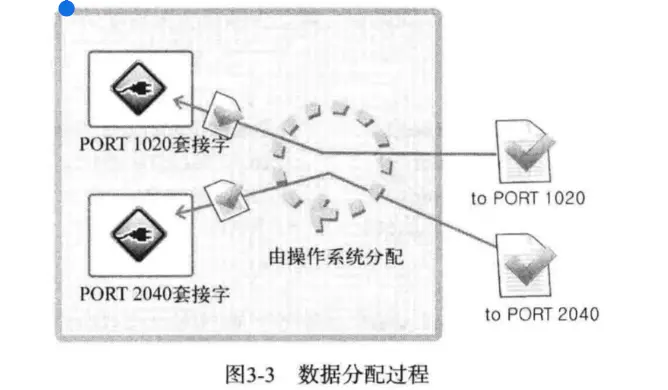 PORT 1020套接字
to PORT 1020
由操作系统分配
PORT 2040套接字
to PORT 2040
图3-3 数据分配过程